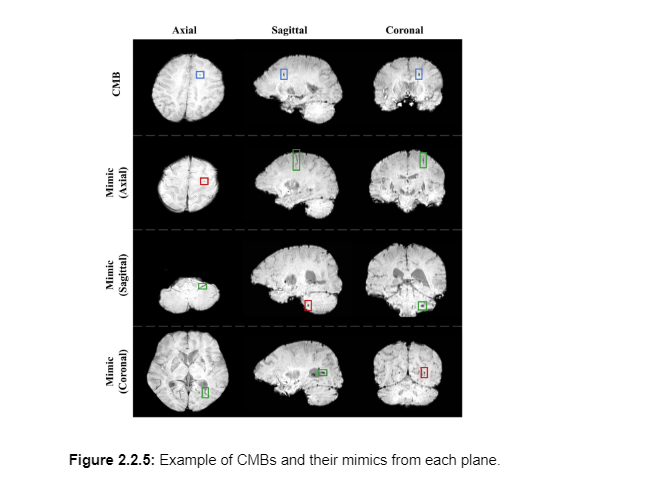 Axial Sagittal Coronal
CMB
Mimic
(Axial)
Mimic
(Sagittal)
Mimic
(Coronal)
Figure 2.2.5: Example of CMBs and their mimics from each plane.